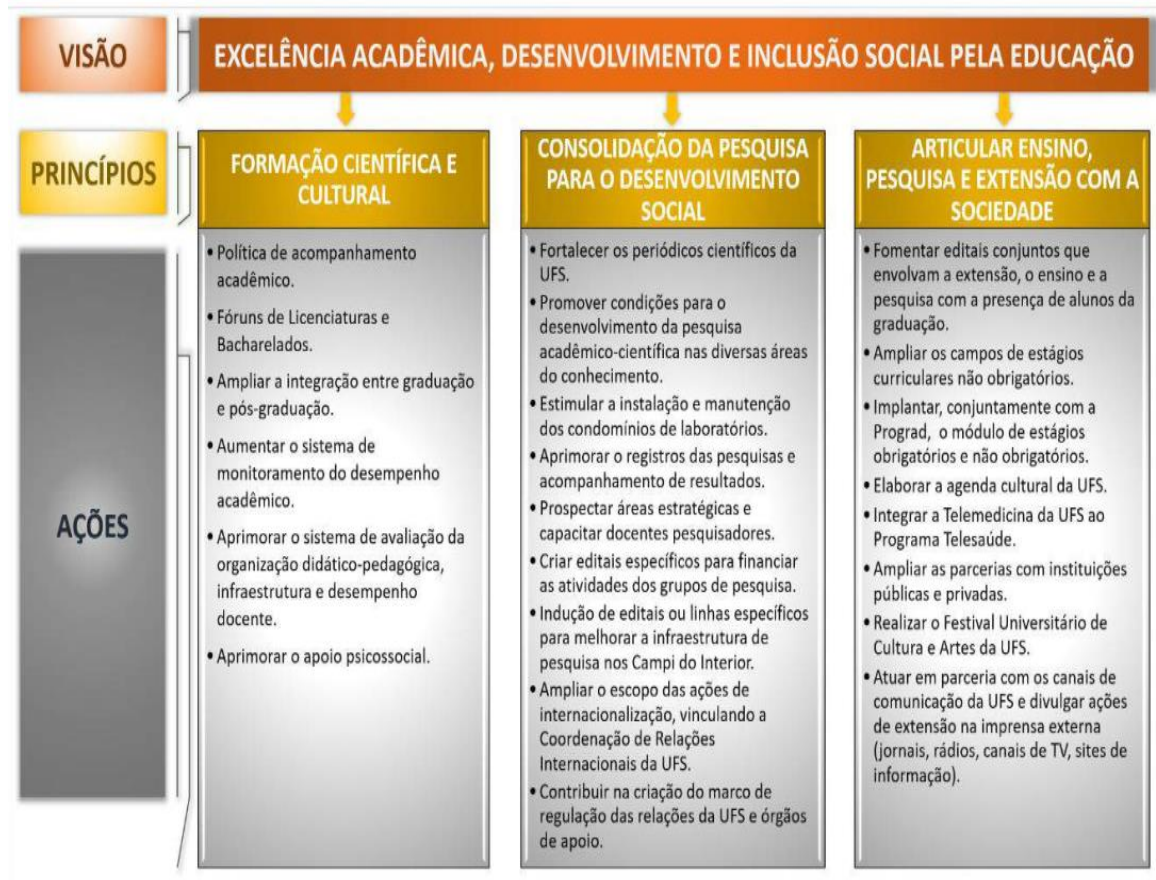 VISÃO
EXCELÊNCIA ACADÊMICA, DESENVOLVIMENTO E INCLUSÃO SOCIAL PELA EDUCAÇÃO
PRINCÍPIOS
FORMAÇÃO CIENTÍFICA E
CULTURAL
CONSOLIDAÇÃO DA PESQUISA
PARA O DESENVOLVIMENTO
SOCIAL
ARTICULAR ENSINO,
PESQUISA E EXTENSÃO COM A
SOCIEDADE
AÇÕES
• Política de acompanhamento
acadêmico.
• Fóruns de Licenciaturas e
Bacharelados.
• Ampliar a integração entre graduação
e pós-graduação.
• Aumentar o sistema de
monitoramento do desempenho
acadêmico.
• Aprimorar o sistema de avaliação da
organização didático-pedagógica,
infraestrutura e desempenho
docente.
• Aprimorar o apoio psicossocial.
• Fortalecer os periódicos científicos da
UFS.
• Promover condições para o
desenvolvimento da pesquisa
acadêmico-científica nas diversas áreas
do conhecimento.
• Estimular a instalação e manutenção
dos condomínios de laboratórios.
• Aprimorar o registros das pesquisas e
acompanhamento de resultados.
• Prospectar áreas estratégicas e
capacitar docentes pesquisadores.
• Criar editais específicos para financiar
as atividades dos grupos de pesquisa.
• Indução de editais ou linhas específicos
para melhorar a infraestrutura de
pesquisa nos Campi do Interior.
• Ampliar o escopo das ações de
internacionalização, vinculando a
Coordenação de Relações
Internacionais da UFS.
• Contribuir na criação do marco de
regulação das relações da UFS e órgãos
de apoio.
• Fomentar editais conjuntos que
envolvam a extensão, o ensino e a
pesquisa com a presença de alunos da
graduação.
• Ampliar os campos de estágios
curriculares não obrigatórios.
• Implantar, conjuntamente com a
Prograd, o módulo de estágios
obrigatórios e não obrigatórios.
• Elaborar a agenda cultural da UFS.
• Integrar a Telemedicina da UFS ao
Programa Telesaúde.
• Ampliar as parcerias com instituições
públicas e privadas.
• Realizar o Festival Universitário de
Cultura e Artes da UFS.
• Atuar em parceria com os canais de
comunicação da UFS e divulgar ações
de extensão na imprensa externa
(jornais, rádios, canais de TV, sites de
informação).